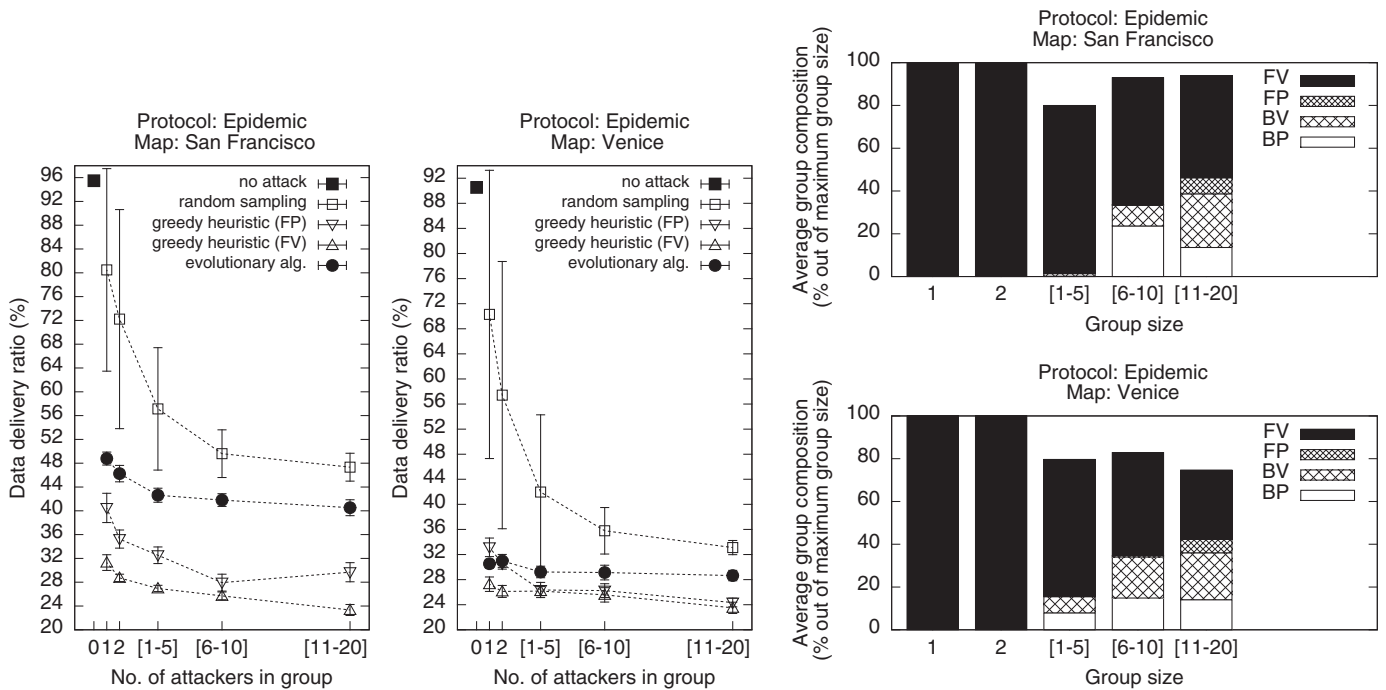 Protocol: Epidemic
Map: San Francisco
Data delivery ratio (%)
96
92
88
84
80
76
72
68
64
60
56
52
48
44
40
36
32
28
24
20
no attack
random sampling
greedy heuristic (FP)
greedy heuristic (FV)
evolutionary alg.
0 1 2 [1-5] [6-10] [11-20]
No. of attackers in group
Protocol: Epidemic
Map: Venice
Data delivery ratio (%)
92
88
84
80
76
72
68
64
60
56
52
48
44
40
36
32
28
24
20
no attack
random sampling
greedy heuristic (FP)
greedy heuristic (FV)
evolutionary alg.
0 1 2 [1-5] [6-10] [11-20]
No. of attackers in group
Protocol: Epidemic
Map: San Francisco
Average group composition
(% out of maximum group size)
100
80
60
40
20
0
FV
FP
BV
BP
1 2 [1-5] [6-10] [11-20]
Group size
Protocol: Epidemic
Map: Venice
Average group composition
(% out of maximum group size)
100
80
60
40
20
0
FV
FP
BV
BP
1 2 [1-5] [6-10] [11-20]
Group size